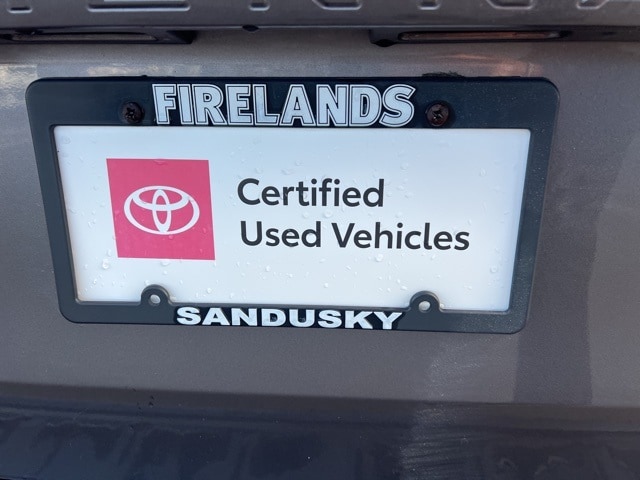 FIRELANDS
Certified
Used Vehicles
SANDUSKY